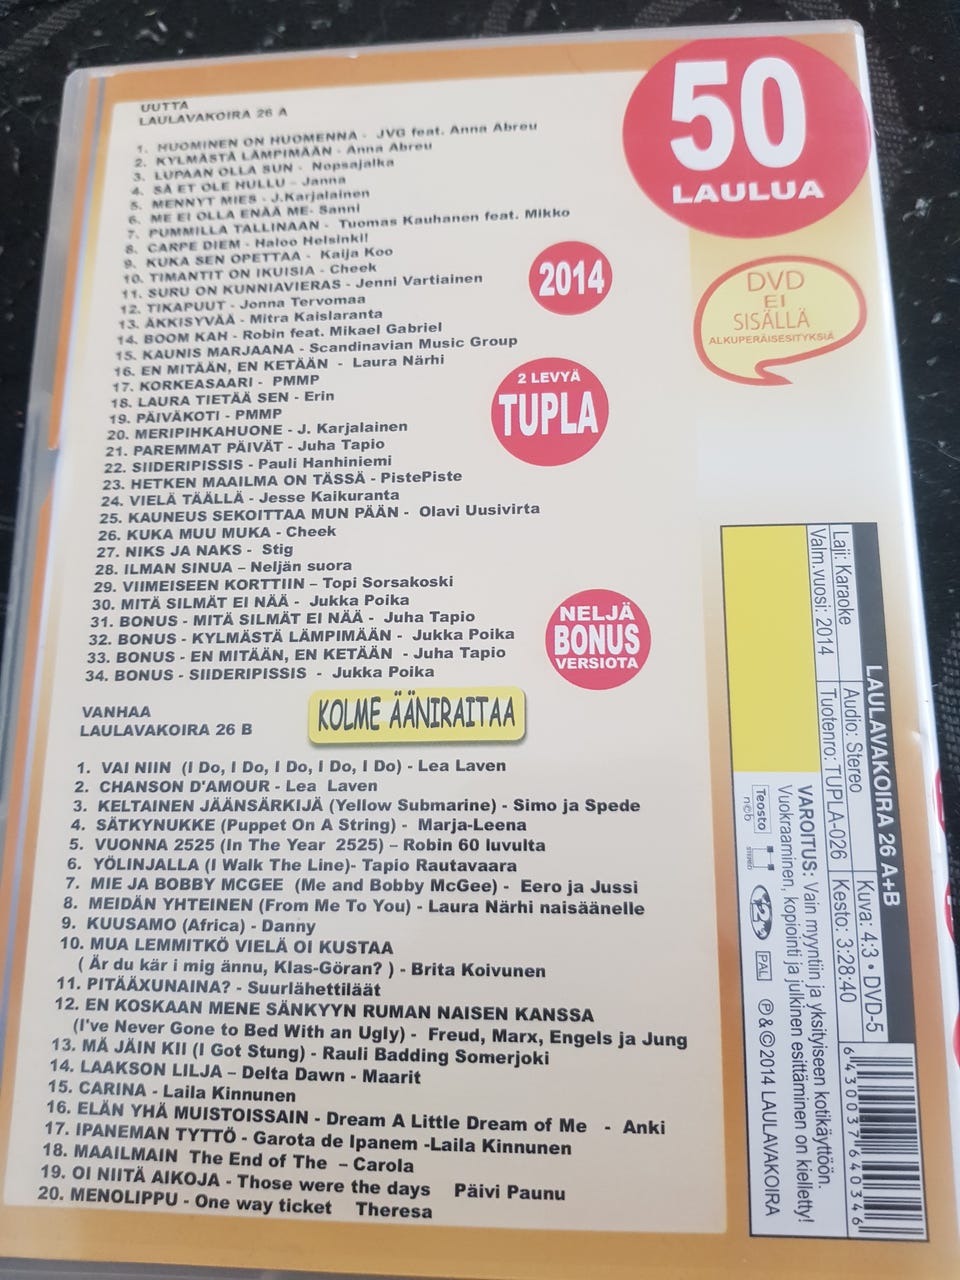 UUTTA
LAULAVAKOIRA 26 A
1. HUOMINEN ON HUOMENNA - JVG feat. Anna Abreu
2. KYLMÄSTÄ LÄMPIMÄÄN - Anna Abreu
3. LUPAAN OLLA SUN - Nopsajalka
4. SÄ ET OLE HULLU - Janna
5. MENNYT MIES - J.Karjalainen
6. ME EI OLLA ENÄÄ ME- Sanni
7. PUMMILLA TALLINAAN - Tuomas Kauhanen feat. Mikko
8. CARPE DIEM - Haloo Helsinki!
9. KUKA SEN OPETTAA - Kaija Koo
10. TIMANTIT ON IKUISIA - Cheek
11. SURU ON KUNNIAVIERAS - Jenni Vartiainen
12. TIKAPUUT - Jonna Tervomaa
13. ÄKKISYVÄÄ - Mitra Kaislaranta
14. BOOM KAH - Robin feat. Mikael Gabriel
15. KAUNIS MARJAANA - Scandinavian Music Group
16. EN MITÄÄN, EN KETÄÄN - Laura Närhi
17. KORKEASAARI - PMMP
18. LAURA TIETÄÄ SEN - Erin
19. PÄIVÄKOTI - PMMP
20. MERIPIHKAHUONE - J. Karjalainen
21. PAREMMAT PÄIVÄT - Juha Tapio
22. SIIDERIPISSIS - Pauli Hanhiniemi
23. HETKEN MAAILMA ON TÄSSÄ - PistePiste
24. VIELÄ TÄÄLLÄ - Jesse Kaikuranta
25. KAUNEUS SEKOITTAA MUN PÄÄN - Olavi Uusivirta
26. KUKA MUU MUKA - Cheek
27. NIKS JA NAKS - Stig
28. ILMAN SINUA – Neljän suora
29. VIIMEISEEN KORTTIIN – Topi Sorsakoski
30. MITÄ SILMÄT EI NÄÄ - Jukka Poika
31. BONUS - MITÄ SILMÄT EI NÄÄ - Juha Tapio
32. BONUS - KYLMÄSTÄ LÄMPIMÄÄN - Jukka Poika
33. BONUS - EN MITÄÄN, EN KETÄÄN - Juha Tapio
34. BONUS - SIIDERIPISSIS - Jukka Poika
50
LAULUA
DVD
EI
SISÄLLÄ
ALKUPERÄISESITYKSIÄ
2014
2 LEVYÄ
TUPLA
NELJÄ
BONUS
VERSIOTA
KOLME ÄÄNIRAITAA
VANHAA
LAULAVAKOIRA 26 B
1. VAI NIIN (I Do, I Do, I Do, I Do, I Do) - Lea Laven
2. CHANSON D'AMOUR - Lea Laven
3. KELTAINEN JÄÄNSÄRKIJÄ (Yellow Submarine) - Simo ja Spede
4. SÄTKYNUKKE (Puppet On A String) - Marja-Leena
5. VUONNA 2525 (In The Year 2525) – Robin 60 luvulta
6. YÖLINJALLA (I Walk The Line)- Tapio Rautavaara
7. MIE JA BOBBY MCGEE (Me and Bobby McGee) - Eero ja Jussi
8. MEIDÄN YHTEINEN (From Me To You) - Laura Närhi naisäänelle
9. KUUSAMO (Africa) - Danny
10. MUA LEMMITKÖ VIELÄ OI KUSTAA
( Är du kär i mig ännu, Klas-Göran? ) - Brita Koivunen
11. PITÄÄXUNAINA? - Suurlähettiläät
12. EN KOSKAAN MENE SÄNKYYN RUMAN NAISEN KANSSA
(I've Never Gone to Bed With an Ugly) - Freud, Marx, Engels ja Jung
13. MÄ JÄIN KII (I Got Stung) - Rauli Badding Somerjoki
14. LAAKSON LILJA – Delta Dawn - Maarit
15. CARINA - Laila Kinnunen
16. ELÄN YHÄ MUISTOISSAIN - Dream A Little Dream of Me - Anki
17. IPANEMAN TYTTÖ - Garota de Ipanem -Laila Kinnunen
18. MAAILMAIN The End of The – Carola
19. OI NIITÄ AIKOJA - Those were the days Päivi Paunu
20. MENOLIPPU - One way ticket Theresa
LAULAVAKOIRA 26 A+B
Laji: Karaoke
Audio: Stereo
Kuva: 4:3 • DVD-5
Valm.vuosi: 2014
Tuotenro: TUPLA-026
Kesto: 3:28:40
VAROITUS: Vain myyntiin ja yksityiseen kotikäyttöön.
Vuokraaminen, kopiointi ja julkinen esittäminen on kielletty!
Teosto
n©b
STEREO
2
PAL
℗ & © 2014 LAULAVAKOIRA
6 430037 640346